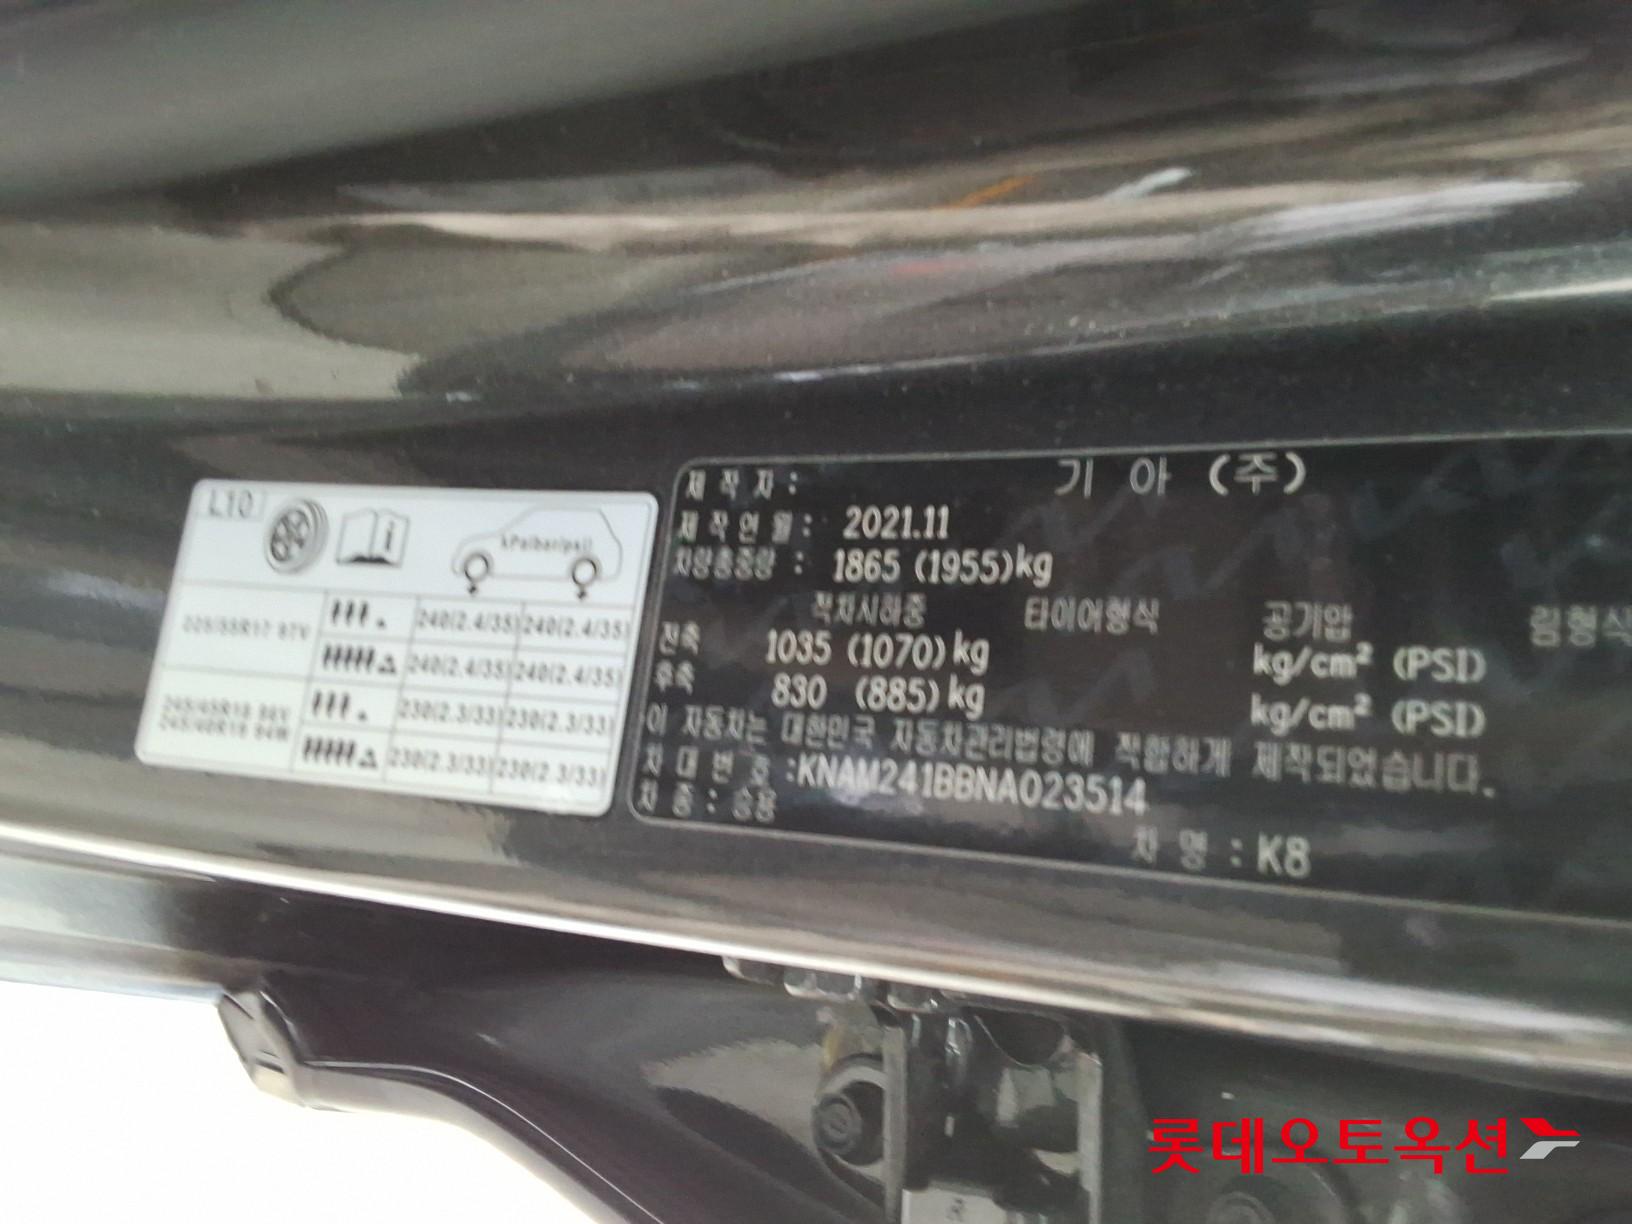 L10
kPa(bar/psi)
225/55R17 97V
240(2.4/35) 240(2.4/35)
240(2.4/35) 240(2.4/35)
245/45R18 96V
230(2.3/33) 230(2.3/33)
230(2.3/33) 230(2.3/33)
제작자 : 기아(주)
제작연월 : 2021.11
차량총중량 : 1865 (1955)kg
적차시하중 타이어형식 공기압 림형식
전축 1035 (1070) kg kg/cm² (PSI)
후축 830 (885) kg kg/cm² (PSI)
이 자동차는 대한민국 자동차관리법령에 적합하게 제작되었습니다.
차대번호 :KNAM241BBNA023514
차종 : 승용
차명 : K8
롯데오토옥션